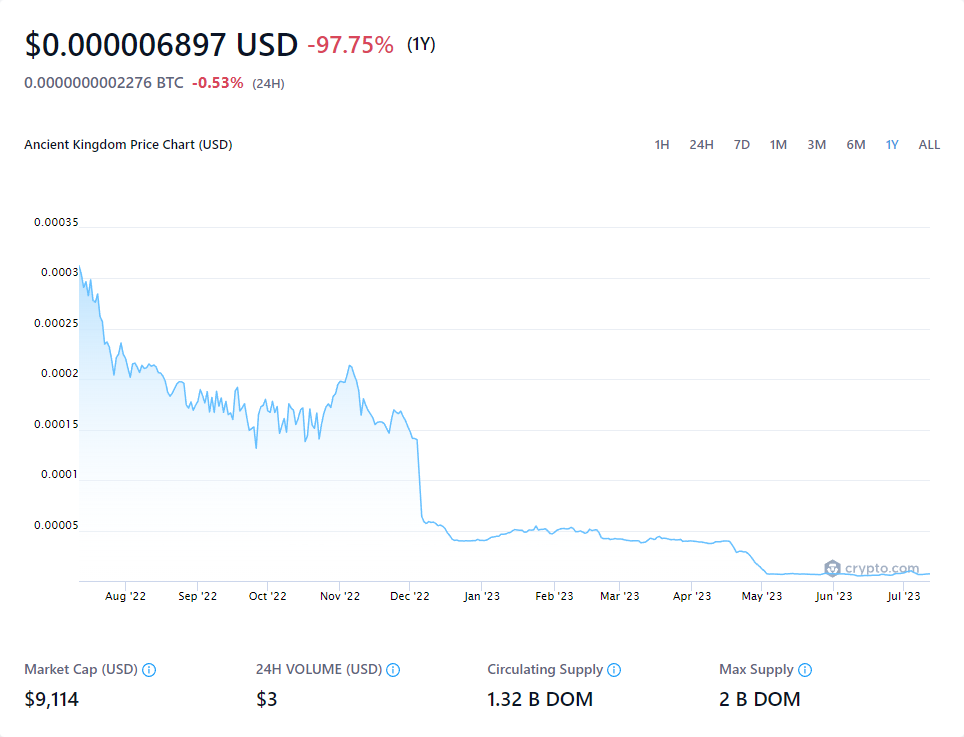 $0.000006897 USD -97.75% (1Y)
0.0000000002276 BTC -0.53% (24H)
Ancient Kingdom Price Chart (USD)
1H 24H 7D 1M 3M 6M 1Y ALL
0.00035
0.0003
0.00025
0.0002
0.00015
0.0001
0.00005
crypto.com
Aug '22 Sep '22 Oct '22 Nov '22 Dec '22 Jan '23 Feb '23 Mar '23 Apr '23 May '23 Jun '23 Jul '23
Market Cap (USD) 24H VOLUME (USD) Circulating Supply Max Supply
$9,114 $3 1.32 B DOM 2 B DOM